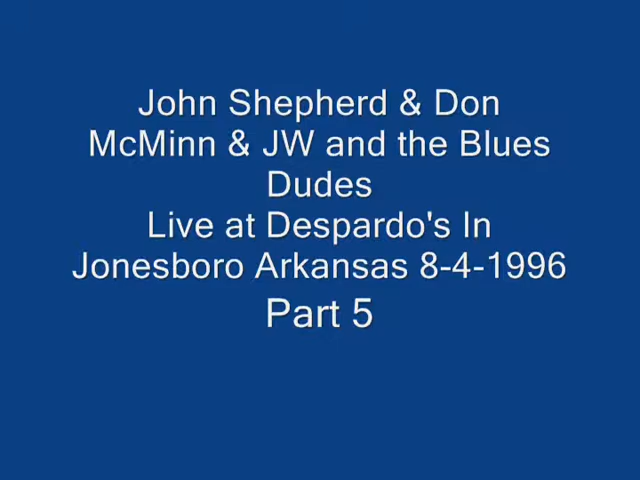 John Shepherd & Don
McMinn & JW and the Blues
Dudes
Live at Despardo's In
Jonesboro Arkansas 8-4-1996
Part 5